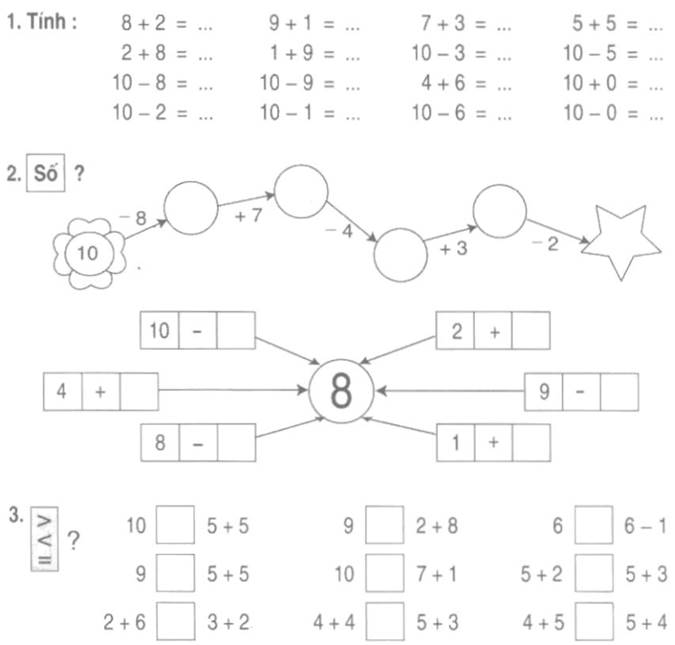 1. Tính : 8 + 2 = ... 9 + 1 = ... 7 + 3 = ... 5 + 5 = ...
2 + 8 = ... 1 + 9 = ... 10 − 3 = ... 10 − 5 = ...
10 − 8 = ... 10 − 9 = ... 4 + 6 = ... 10 + 0 = ...
10 − 2 = ... 10 − 1 = ... 10 − 6 = ... 10 − 0 = ...
2. Số ?
10 − 8 + 7 − 4 + 3 − 2
10 − 2 +
4 + 8 9 −
8 − 1 +
3. > < = ?
10 5 + 5 9 2 + 8 6 6 − 1
9 5 + 5 10 7 + 1 5 + 2 5 + 3
2 + 6 3 + 2 4 + 4 5 + 3 4 + 5 5 + 4